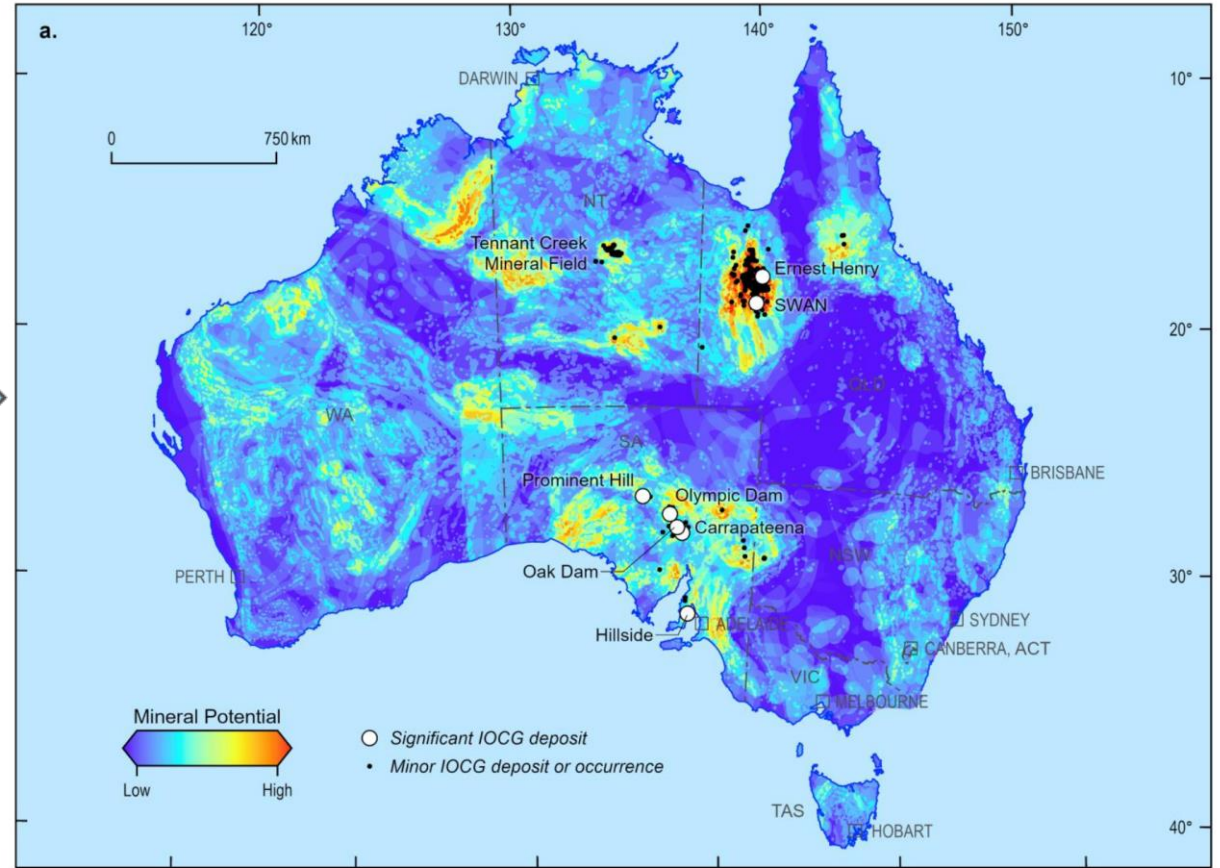 a.
120°
130°
140°
150°
DARWIN
10°
0
750 km
NT
Tennant Creek
Mineral Field
Ernest Henry
SWAN
20°
QLD
WA
SA
Prominent Hill
Olympic Dam
BRISBANE
Carrapateena
NSW
Oak Dam
PERTH
30°
Hillside
ADELAIDE
SYDNEY
CANBERRA, ACT
VIC
MELBOURNE
Mineral Potential
Low
High
Significant IOCG deposit
Minor IOCG deposit or occurrence
TAS
HOBART
40°